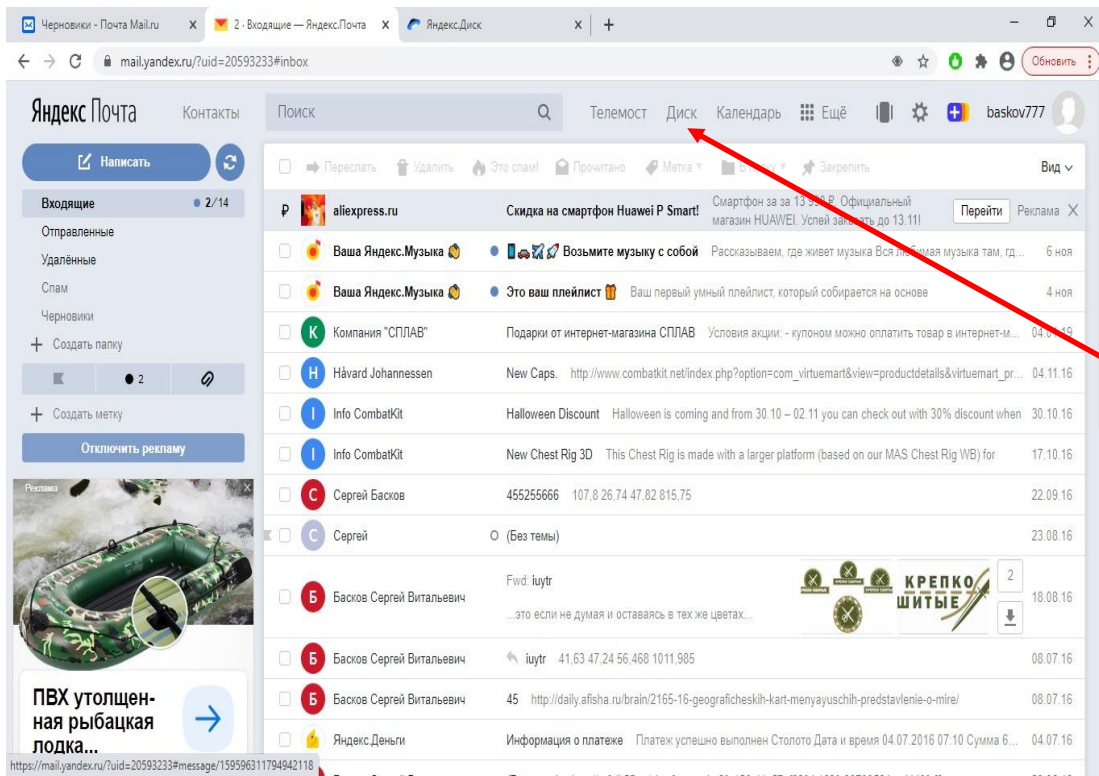 Черновики - Почта Mail.ru X 2 · Входящие — Яндекс.Почта X Яндекс.Диск X +
mail.yandex.ru/?uid=20593233#inbox Обновить
Яндекс Почта Контакты Поиск Телемост Диск Календарь Ещё baskov777
Написать
Переслать Удалить Это спам! Прочитано Метка Закрепить Вид
Входящие 2/14
Отправленные
Удалённые
Спам
Черновики
+ Создать папку
2
+ Создать метку
Отключить рекламу
₽ aliexpress.ru Скидка на смартфон Huawei P Smart! Смартфон за за 13 990 ₽. Официальный
магазин HUAWEI. Успей заказать до 13.11! Перейти Реклама X
Ваша Яндекс.Музыка Возьмите музыку с собой Рассказываем, где живет музыка Вся любимая музыка там, гд... 6 ноя
Ваша Яндекс.Музыка Это ваш плейлист Ваш первый умный плейлист, который собирается на основе 4 ноя
К Компания "СПЛАВ" Подарки от интернет-магазина СПЛАВ Условия акции: - купоном можно оплатить товар в интернет-м...
H Håvard Johannessen New Caps. http://www.combatkit.net/index.php?option=com_virtuemart&view=productdetails&virtuemart_pr... 04.11.16
I Info CombatKit Halloween Discount Halloween is coming and from 30.10 – 02.11 you can check out with 30% discount when 30.10.16
I Info CombatKit New Chest Rig 3D This Chest Rig is made with a larger platform (based on our MAS Chest Rig WB) for 17.10.16
С Сергей Басков 455255666 107,8 26,74 47,82 815,75 22.09.16
С Сергей (Без темы) 23.08.16
Б Басков Сергей Витальевич Fwd: iuytr
...это если не думая и оставаясь в тех же цветах... 18.08.16
КРЕПКО
ШИТЫЕ
2
Б Басков Сергей Витальевич iuytr 41,63 47,24 56,468 1011,985 08.07.16
Б Басков Сергей Витальевич 45 http://daily.afisha.ru/brain/2165-16-geograficheskih-kart-menyayuschih-predstavlenie-o-mire/ 08.07.16
Яндекс.Деньги Информация о платеже Платеж успешно выполнен Столото Дата и время 04.07.2016 07:10 Сумма 6... 04.07.16
Реклама X
ПВХ утолщен-
ная рыбацкая
лодка...
https://mail.yandex.ru/?uid=20593233#message/159596311794942118